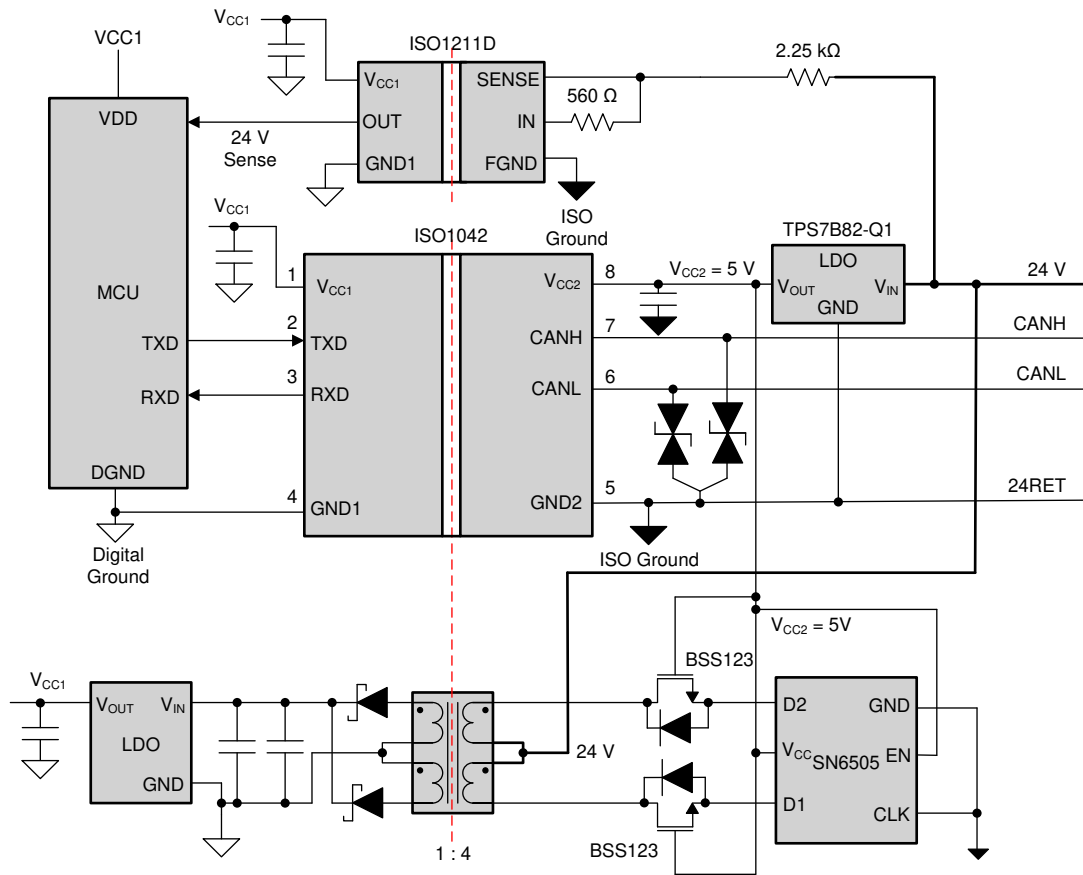 VCC1
VCC1
ISO1211D
2.25 kΩ
VCC1
SENSE
560 Ω
VDD
24 V
Sense
OUT
IN
GND1
FGND
VCC1
ISO
Ground
ISO1042
TPS7B82-Q1
MCU
1
VCC1
VCC2
8
VCC2 = 5 V
LDO
VOUT
VIN
GND
24 V
TXD
2
TXD
CANH
7
CANH
RXD
3
RXD
CANL
6
CANL
DGND
4
GND1
GND2
5
24RET
Digital
Ground
ISO Ground
VCC2 = 5V
BSS123
VCC1
VOUT
VIN
LDO
GND
24 V
D2
GND
VCC
SN6505
EN
D1
CLK
BSS123
1 : 4